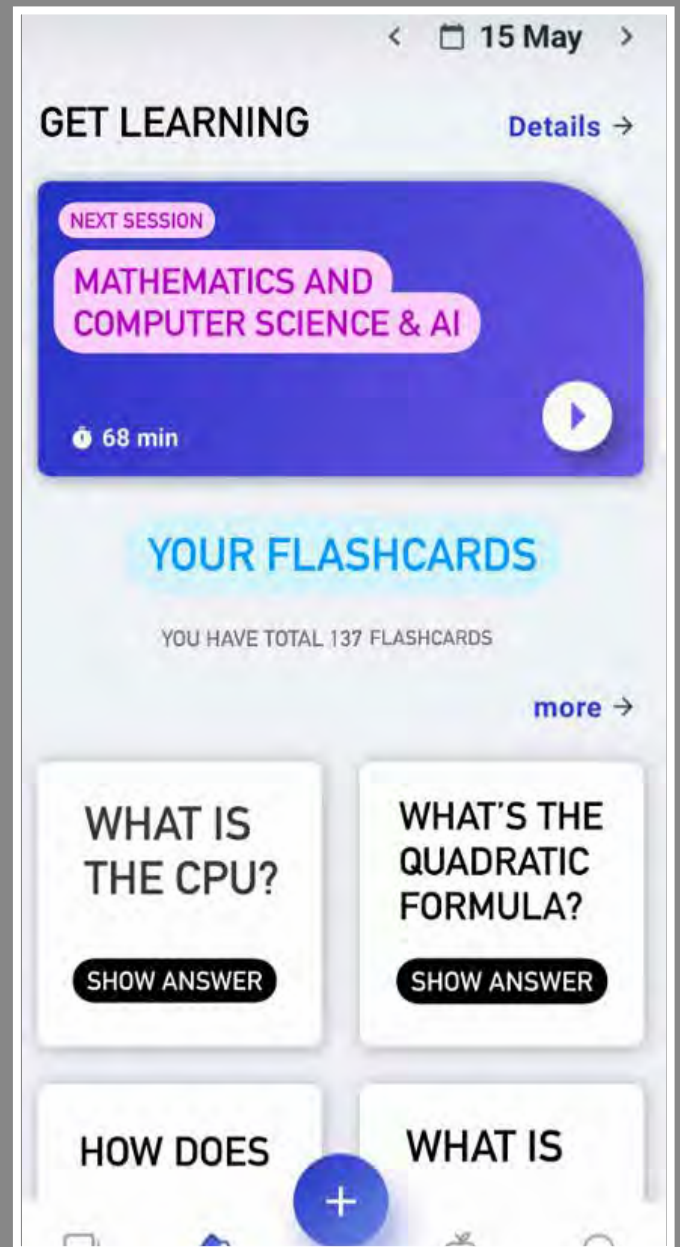 15 May
GET LEARNING
Details →
NEXT SESSION
MATHEMATICS AND
COMPUTER SCIENCE & AI
68 min
YOUR FLASHCARDS
YOU HAVE TOTAL 137 FLASHCARDS
more →
WHAT IS
THE CPU?
SHOW ANSWER
WHAT'S THE
QUADRATIC
FORMULA?
SHOW ANSWER
HOW DOES
WHAT IS
+